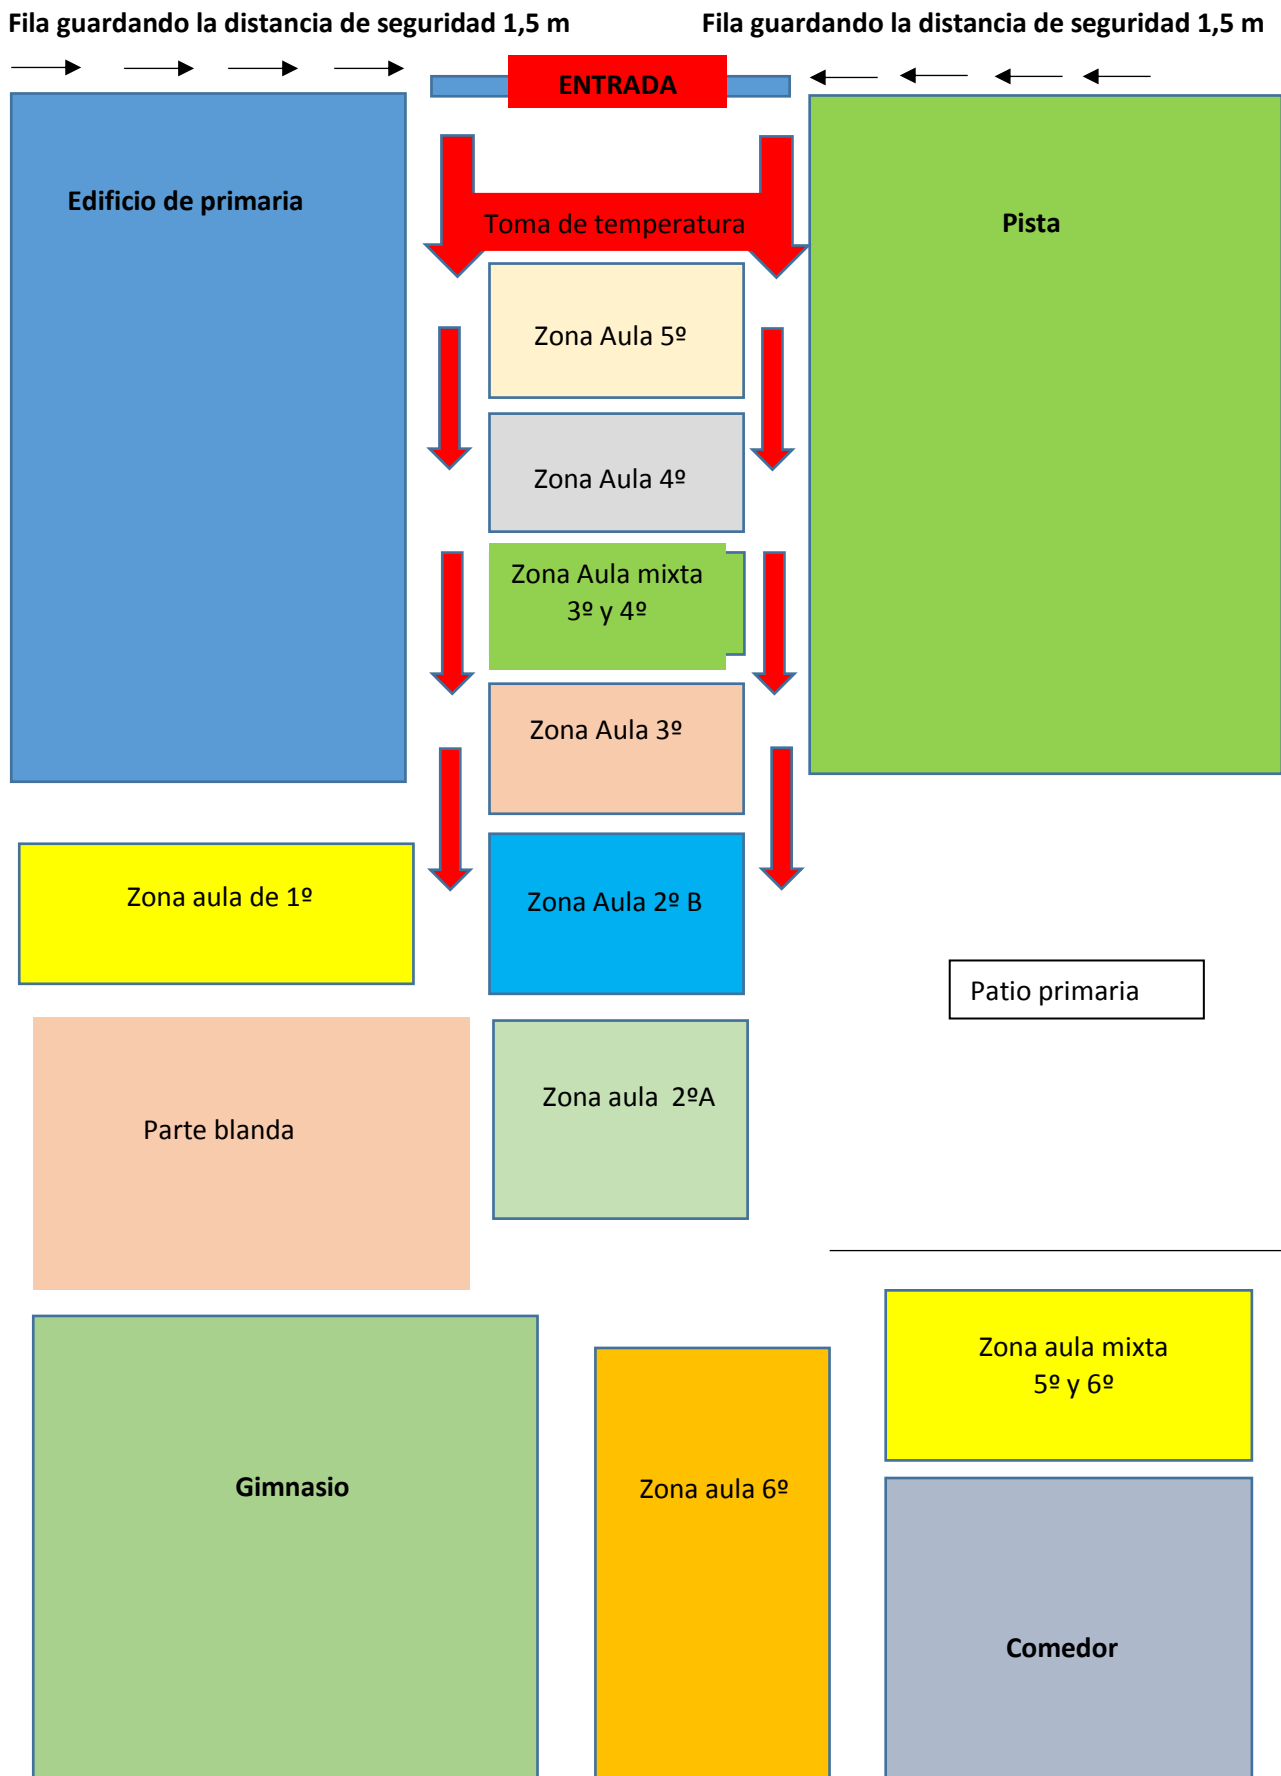 Fila guardando la distancia de seguridad 1,5 m
Fila guardando la distancia de seguridad 1,5 m
ENTRADA
Edificio de primaria
Toma de temperatura
Pista
Zona Aula 5º
Zona Aula 4º
Zona Aula mixta
3º y 4º
Zona Aula 3º
Zona aula de 1º
Zona Aula 2º B
Patio primaria
Parte blanda
Zona aula  2ºA
Zona aula mixta
5º y 6º
Gimnasio
Zona aula 6º
Comedor